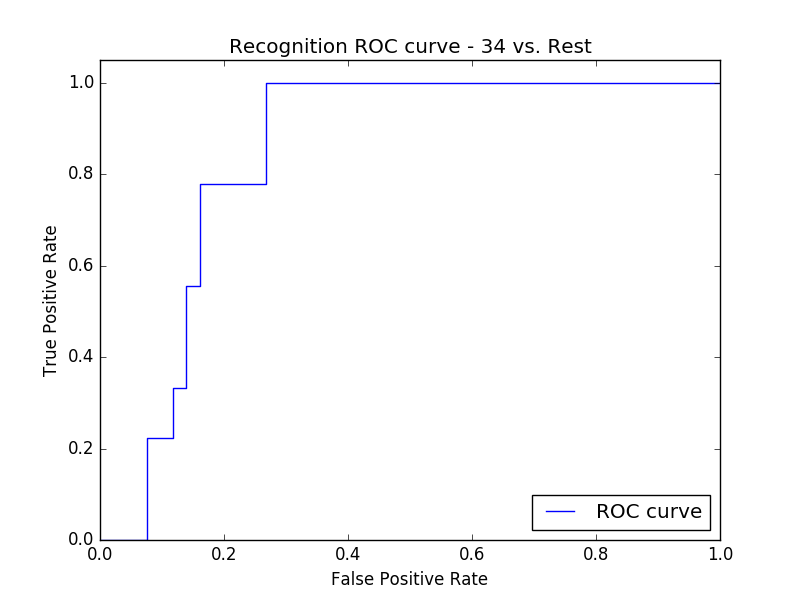 Recognition ROC curve - 34 vs. Rest
1.0
0.8
0.6
0.4
0.2
0.0
True Positive Rate
0.0 0.2 0.4 0.6 0.8 1.0
False Positive Rate
ROC curve